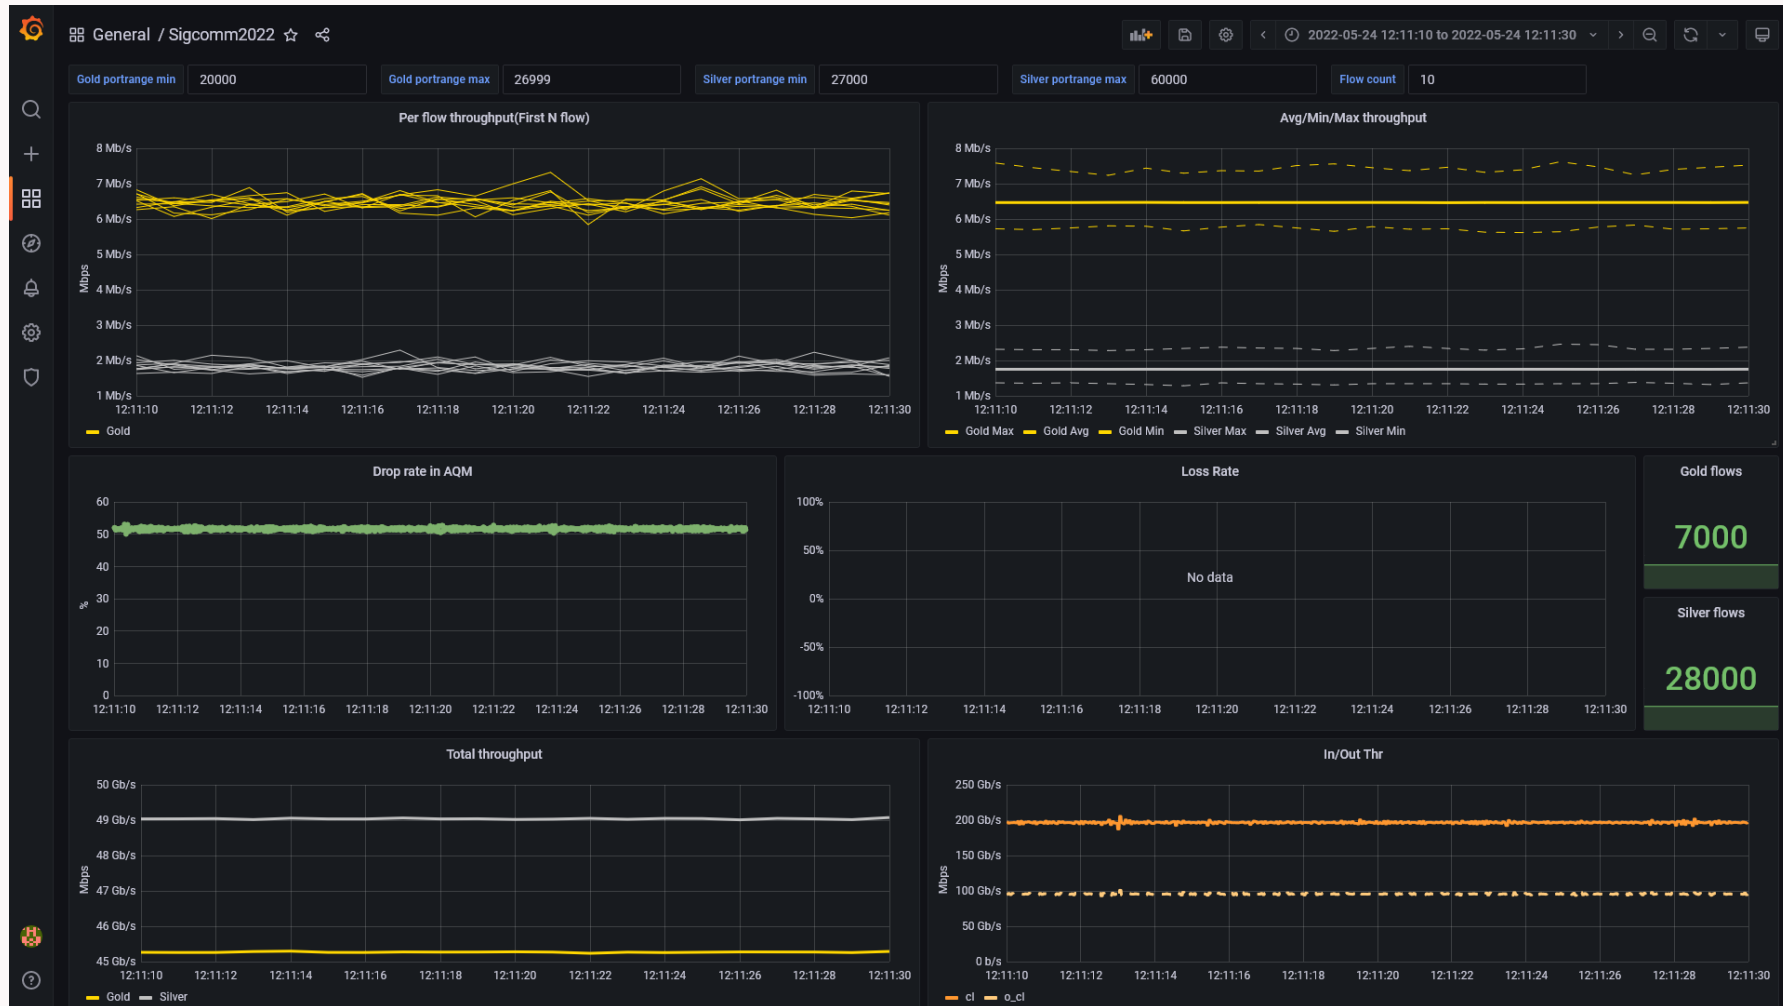 General / Sigcomm2022
2022-05-24 12:11:10 to 2022-05-24 12:11:30
Gold portrange min 20000 Gold portrange max 26999 Silver portrange min 27000 Silver portrange max 60000 Flow count 10
Per flow throughput(First N flow)
8 Mb/s
7 Mb/s
6 Mb/s
5 Mb/s
4 Mb/s
3 Mb/s
2 Mb/s
1 Mb/s
Mbps
12:11:10 12:11:12 12:11:14 12:11:16 12:11:18 12:11:20 12:11:22 12:11:24 12:11:26 12:11:28 12:11:30
Gold
Avg/Min/Max throughput
8 Mb/s
7 Mb/s
6 Mb/s
5 Mb/s
4 Mb/s
3 Mb/s
2 Mb/s
1 Mb/s
Mbps
12:11:10 12:11:12 12:11:14 12:11:16 12:11:18 12:11:20 12:11:22 12:11:24 12:11:26 12:11:28 12:11:30
Gold Max Gold Avg Gold Min Silver Max Silver Avg Silver Min
Drop rate in AQM
60
50
40
30
20
10
0
%
12:11:10 12:11:12 12:11:14 12:11:16 12:11:18 12:11:20 12:11:22 12:11:24 12:11:26 12:11:28 12:11:30
Loss Rate
100%
50%
0%
-50%
-100%
No data
12:11:10 12:11:12 12:11:14 12:11:16 12:11:18 12:11:20 12:11:22 12:11:24 12:11:26 12:11:28 12:11:30
Gold flows
7000
Silver flows
28000
Total throughput
50 Gb/s
49 Gb/s
48 Gb/s
47 Gb/s
46 Gb/s
45 Gb/s
Mbps
12:11:10 12:11:12 12:11:14 12:11:16 12:11:18 12:11:20 12:11:22 12:11:24 12:11:26 12:11:28 12:11:30
Gold Silver
In/Out Thr
250 Gb/s
200 Gb/s
150 Gb/s
100 Gb/s
50 Gb/s
0 b/s
Mbps
12:11:10 12:11:12 12:11:14 12:11:16 12:11:18 12:11:20 12:11:22 12:11:24 12:11:26 12:11:28 12:11:30
cl o_cl